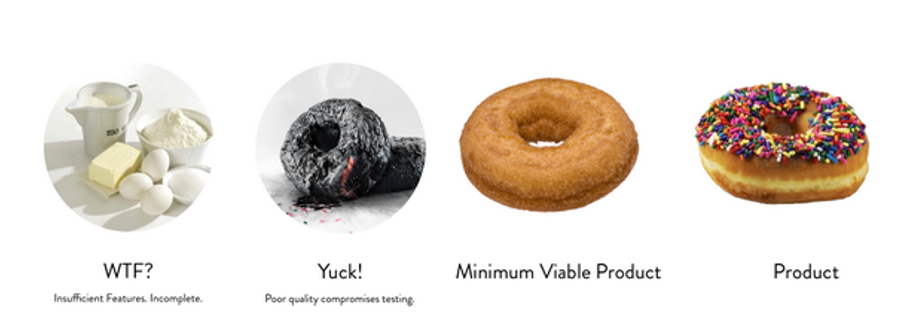 WTF?
Insufficient Features. Incomplete.
Yuck!
Poor quality compromises testing.
Minimum Viable Product
Product